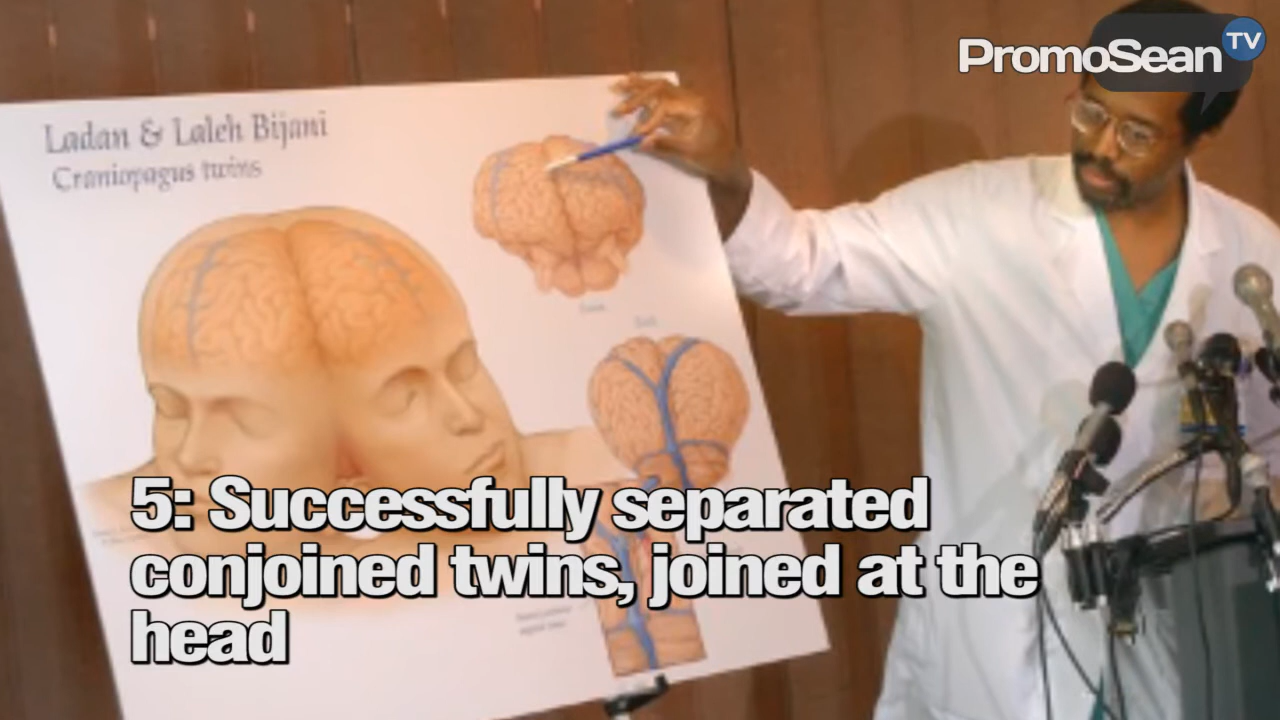 PromoSean TV
Ladan & Laleh Bijani
Craniopagus twins
5: Successfully separated
conjoined twins, joined at the
head